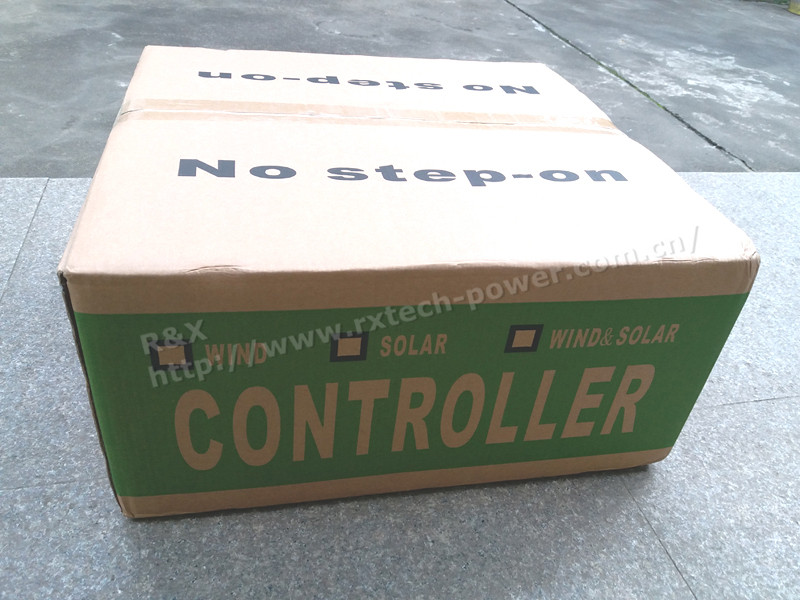 No step-on
No step-on
R&X
http://www.rxtech-power.com.cn/
WIND
SOLAR
WIND&SOLAR
CONTROLLER